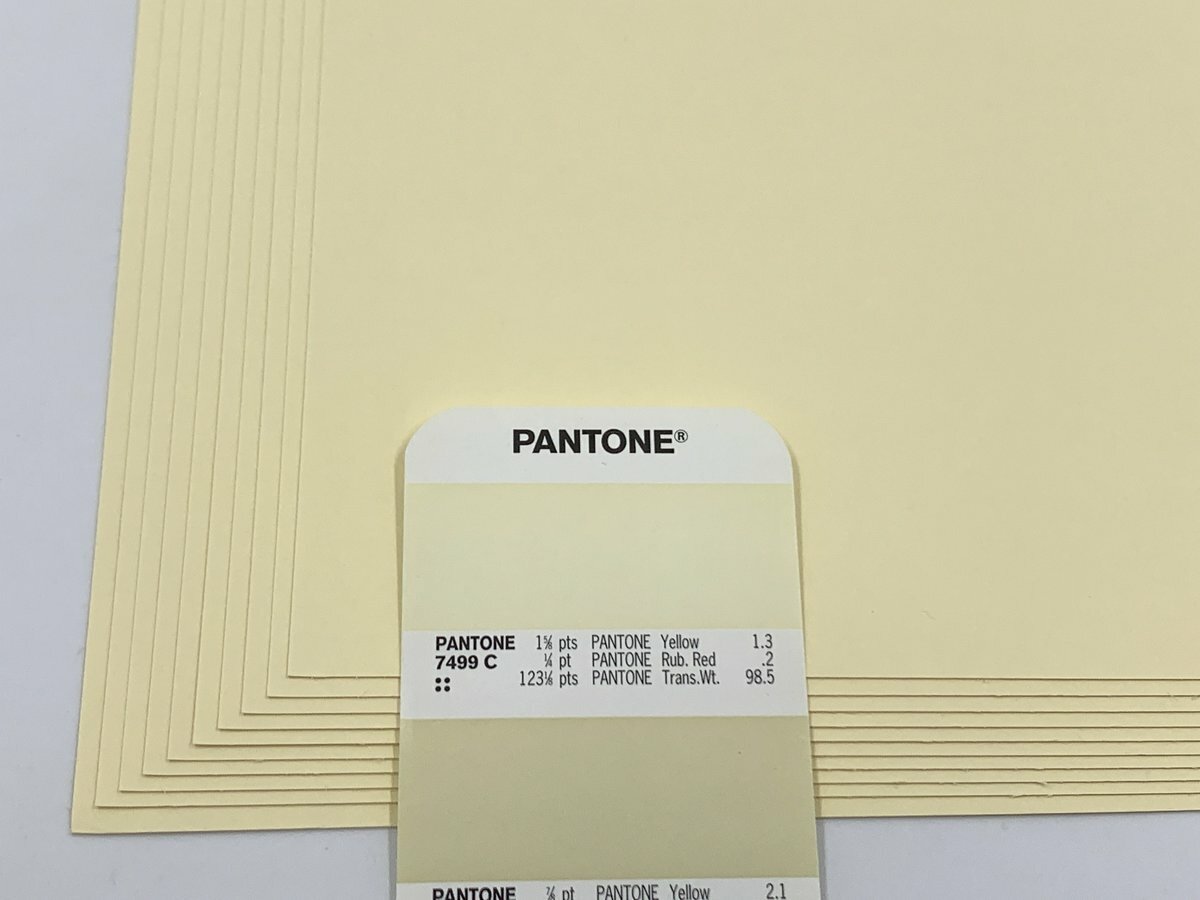 PANTONE®
PANTONE 1⅝ pts PANTONE Yellow 1.3
7499 C ¼ pt PANTONE Rub. Red .2
123⅛ pts PANTONE Trans.Wt. 98.5
PANTONE ⅞ pt PANTONE Yellow 2.1